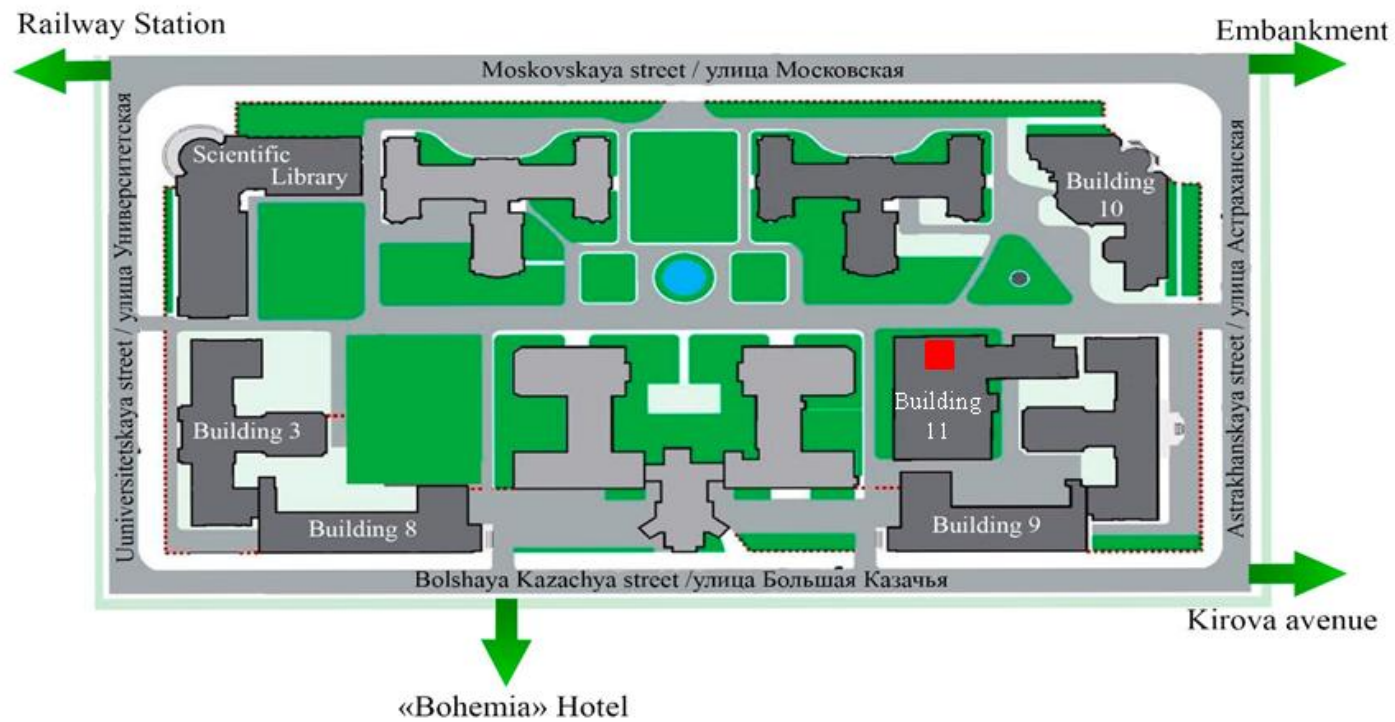 Railway Station
Embankment
Moskovskaya street / улица Московская
Uuniversitetskaya street / улица Университетская
Scientific
Library
Building
10
Astrakhanskaya street / улица Астраханская
Building
11
Building 3
Building 8
Building 9
Bolshaya Kazachya street /улица Большая Казачья
Kirova avenue
«Bohemia» Hotel